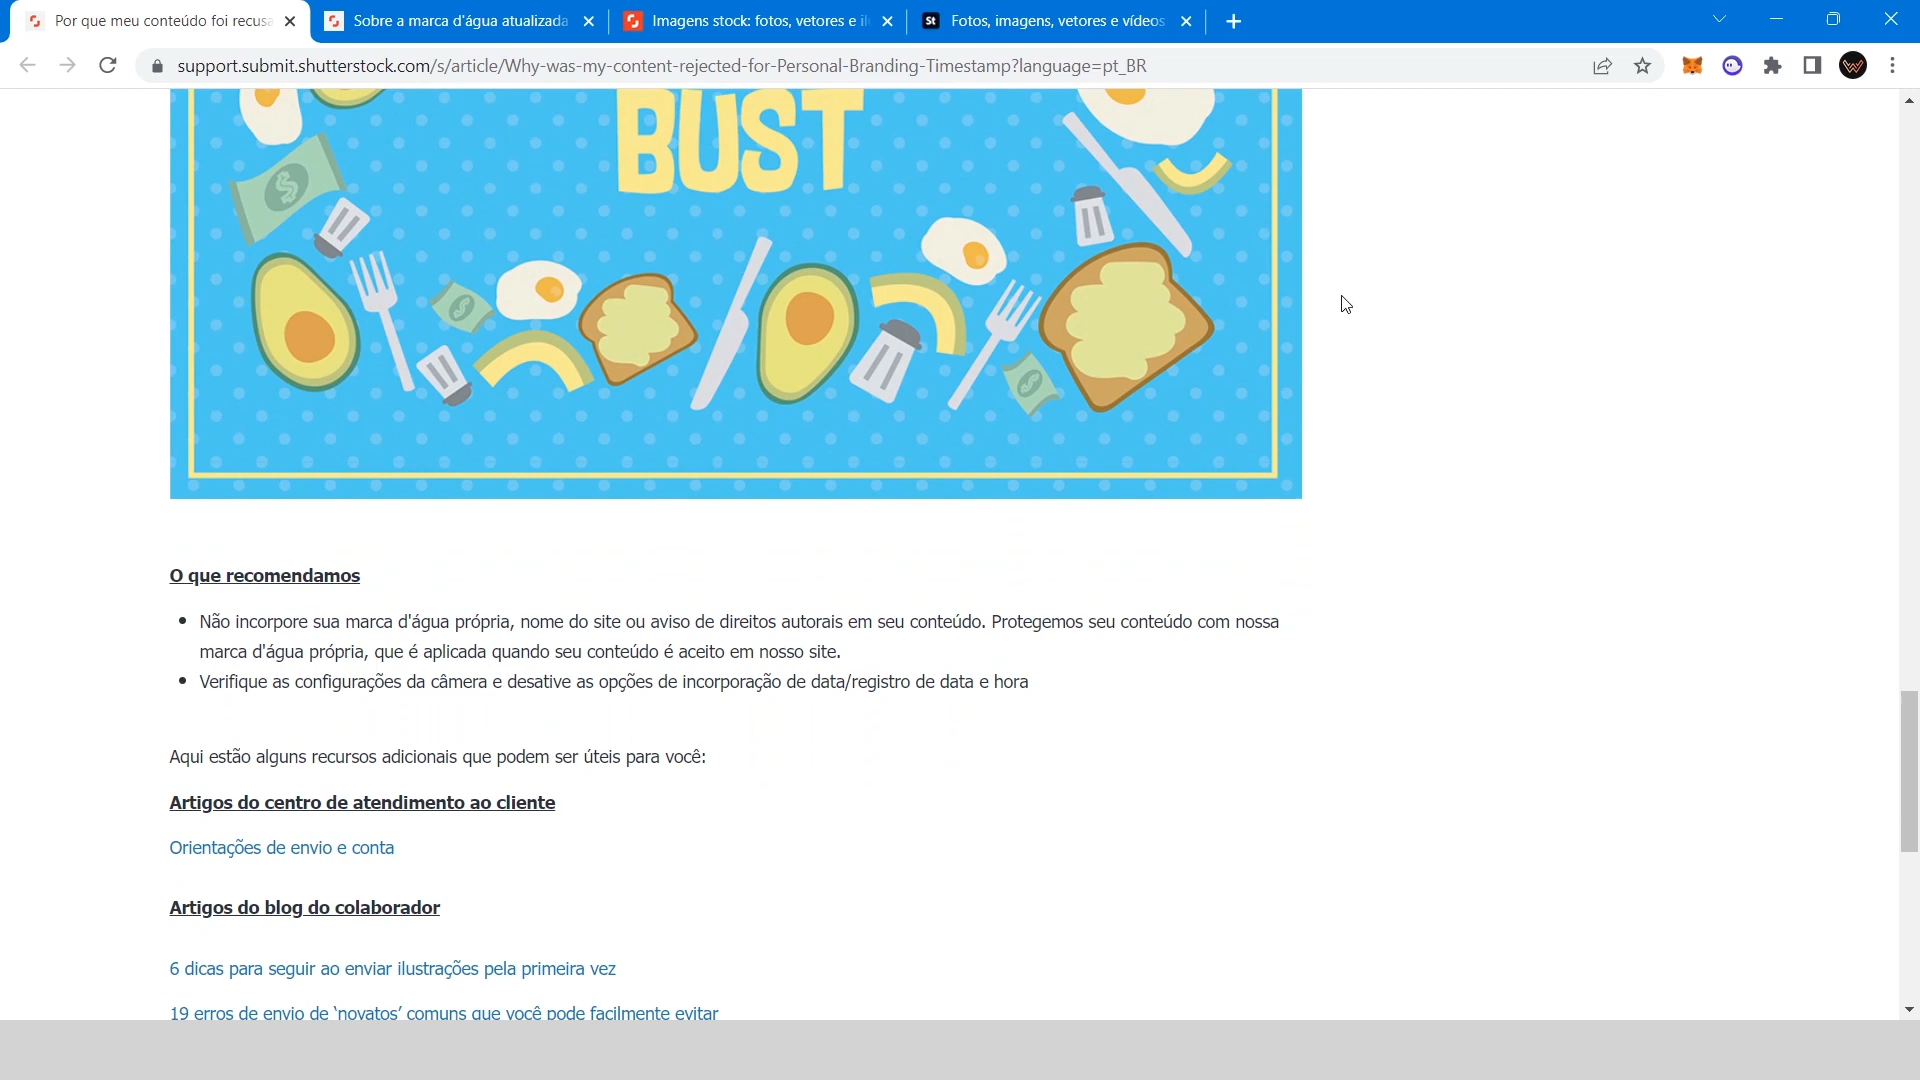 Por que meu conteúdo foi recusa
Sobre a marca d'água atualizada
Imagens stock: fotos, vetores e il
St
Fotos, imagens, vetores e vídeos
support.submit.shutterstock.com/s/article/Why-was-my-content-rejected-for-Personal-Branding-Timestamp?language=pt_BR
BUST
$
$
$
O que recomendamos
• Não incorpore sua marca d'água própria, nome do site ou aviso de direitos autorais em seu conteúdo. Protegemos seu conteúdo com nossa
marca d'água própria, que é aplicada quando seu conteúdo é aceito em nosso site.
• Verifique as configurações da câmera e desative as opções de incorporação de data/registro de data e hora
Aqui estão alguns recursos adicionais que podem ser úteis para você:
Artigos do centro de atendimento ao cliente
Orientações de envio e conta
Artigos do blog do colaborador
6 dicas para seguir ao enviar ilustrações pela primeira vez
19 erros de envio de ‘novatos’ comuns que você pode facilmente evitar